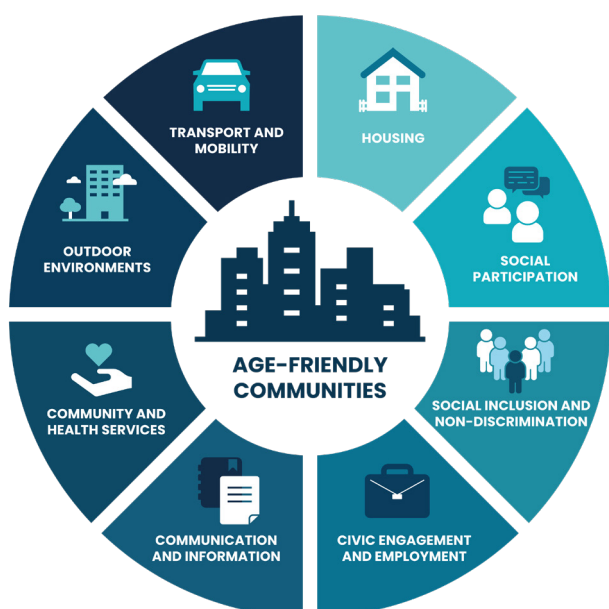 TRANSPORT AND
MOBILITY
HOUSING
SOCIAL
PARTICIPATION
SOCIAL INCLUSION AND
NON-DISCRIMINATION
CIVIC ENGAGEMENT
AND EMPLOYMENT
COMMUNICATION
AND INFORMATION
COMMUNITY AND
HEALTH SERVICES
OUTDOOR
ENVIRONMENTS
AGE-FRIENDLY
COMMUNITIES